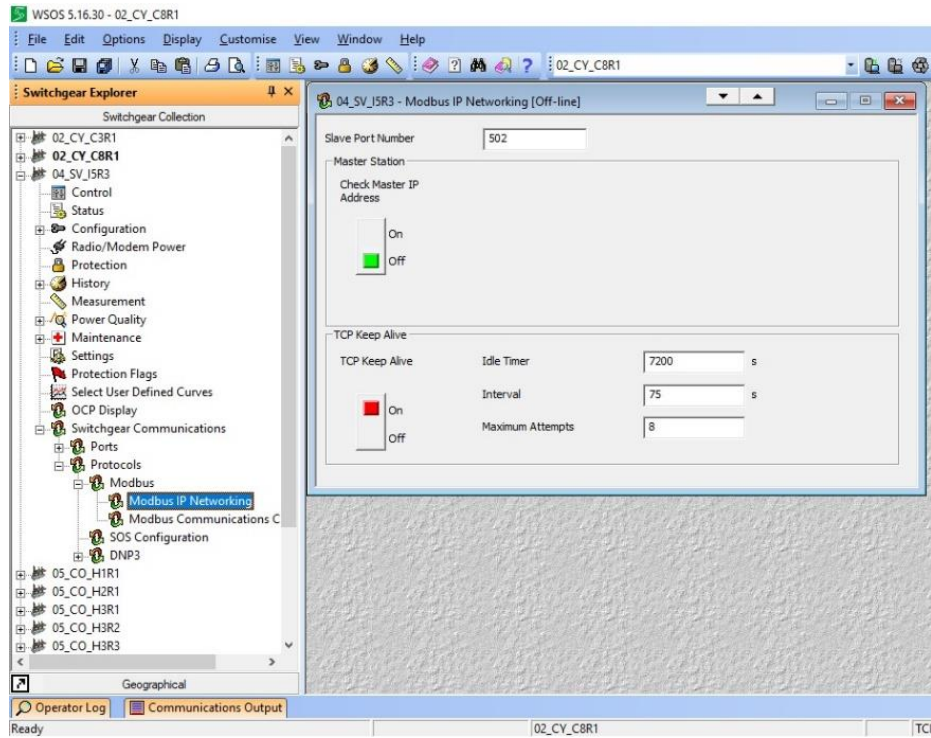 WSOS 5.16.30 - 02_CY_C8R1
File Edit Options Display Customise View Window Help
02_CY_C8R1
Switchgear Explorer
Switchgear Collection
02_CY_C3R1
02_CY_C8R1
04_SV_I5R3
Control
Status
Configuration
Radio/Modem Power
Protection
History
Measurement
Power Quality
Maintenance
Settings
Protection Flags
Select User Defined Curves
OCP Display
Switchgear Communications
Ports
Protocols
Modbus
Modbus IP Networking
Modbus Communications C
SOS Configuration
DNP3
05_CO_H1R1
05_CO_H2R1
05_CO_H3R1
05_CO_H3R2
05_CO_H3R3
Geographical
04_SV_I5R3 - Modbus IP Networking [Off-line]
Slave Port Number 502
Master Station
Check Master IP
Address
On
Off
TCP Keep Alive
TCP Keep Alive Idle Timer 7200 s
Interval 75 s
On
Maximum Attempts 8
Off
Operator Log Communications Output
Ready 02_CY_C8R1 TC